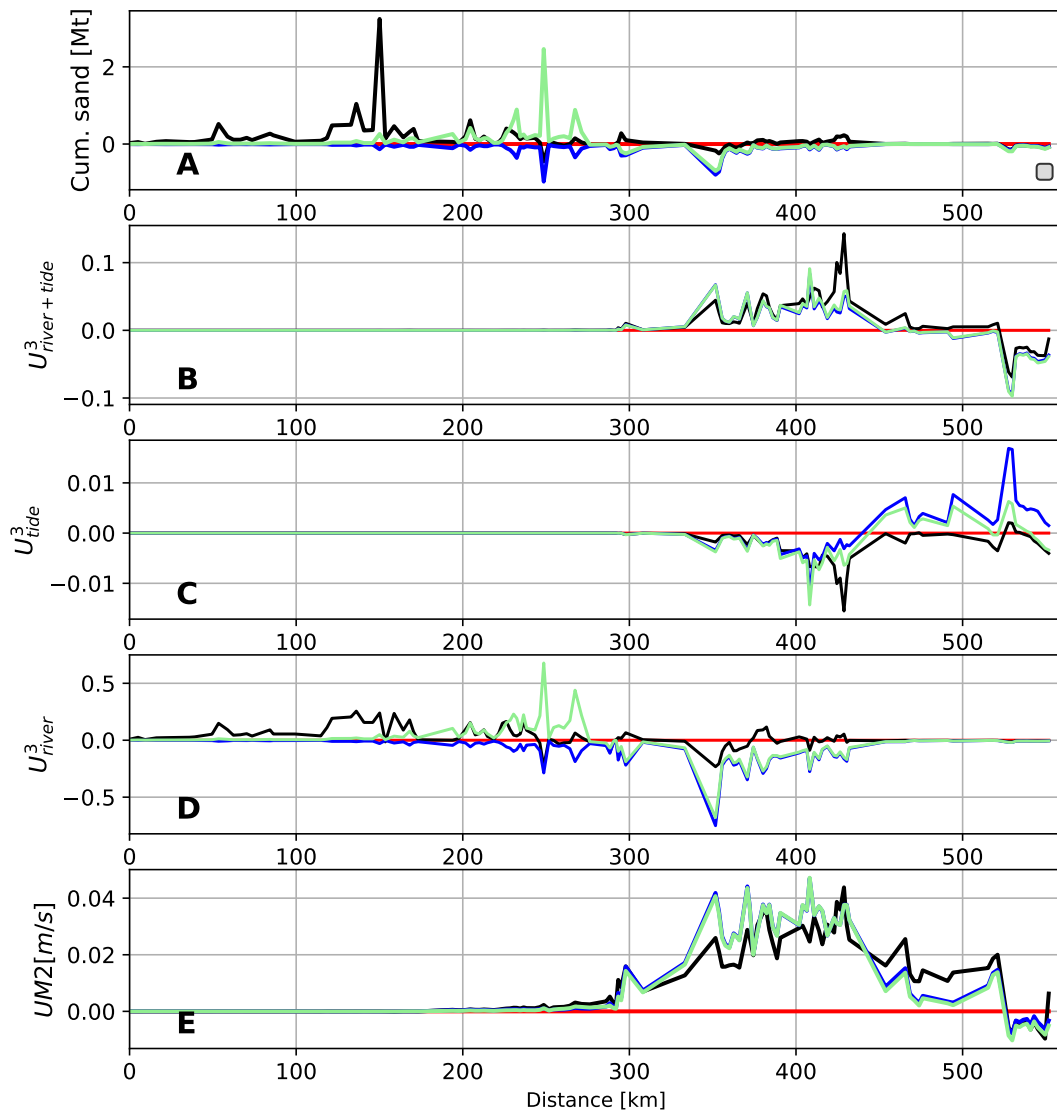 Cum. sand [Mt]
2
0
A
0 100 200 300 400 500
U³river+tide
0.1
0.0
−0.1
B
0 100 200 300 400 500
U³tide
0.01
0.00
−0.01
C
0 100 200 300 400 500
U³river
0.5
0.0
−0.5
D
0 100 200 300 400 500
UM2[m/s]
0.04
0.02
0.00
E
0 100 200 300 400 500
Distance [km]